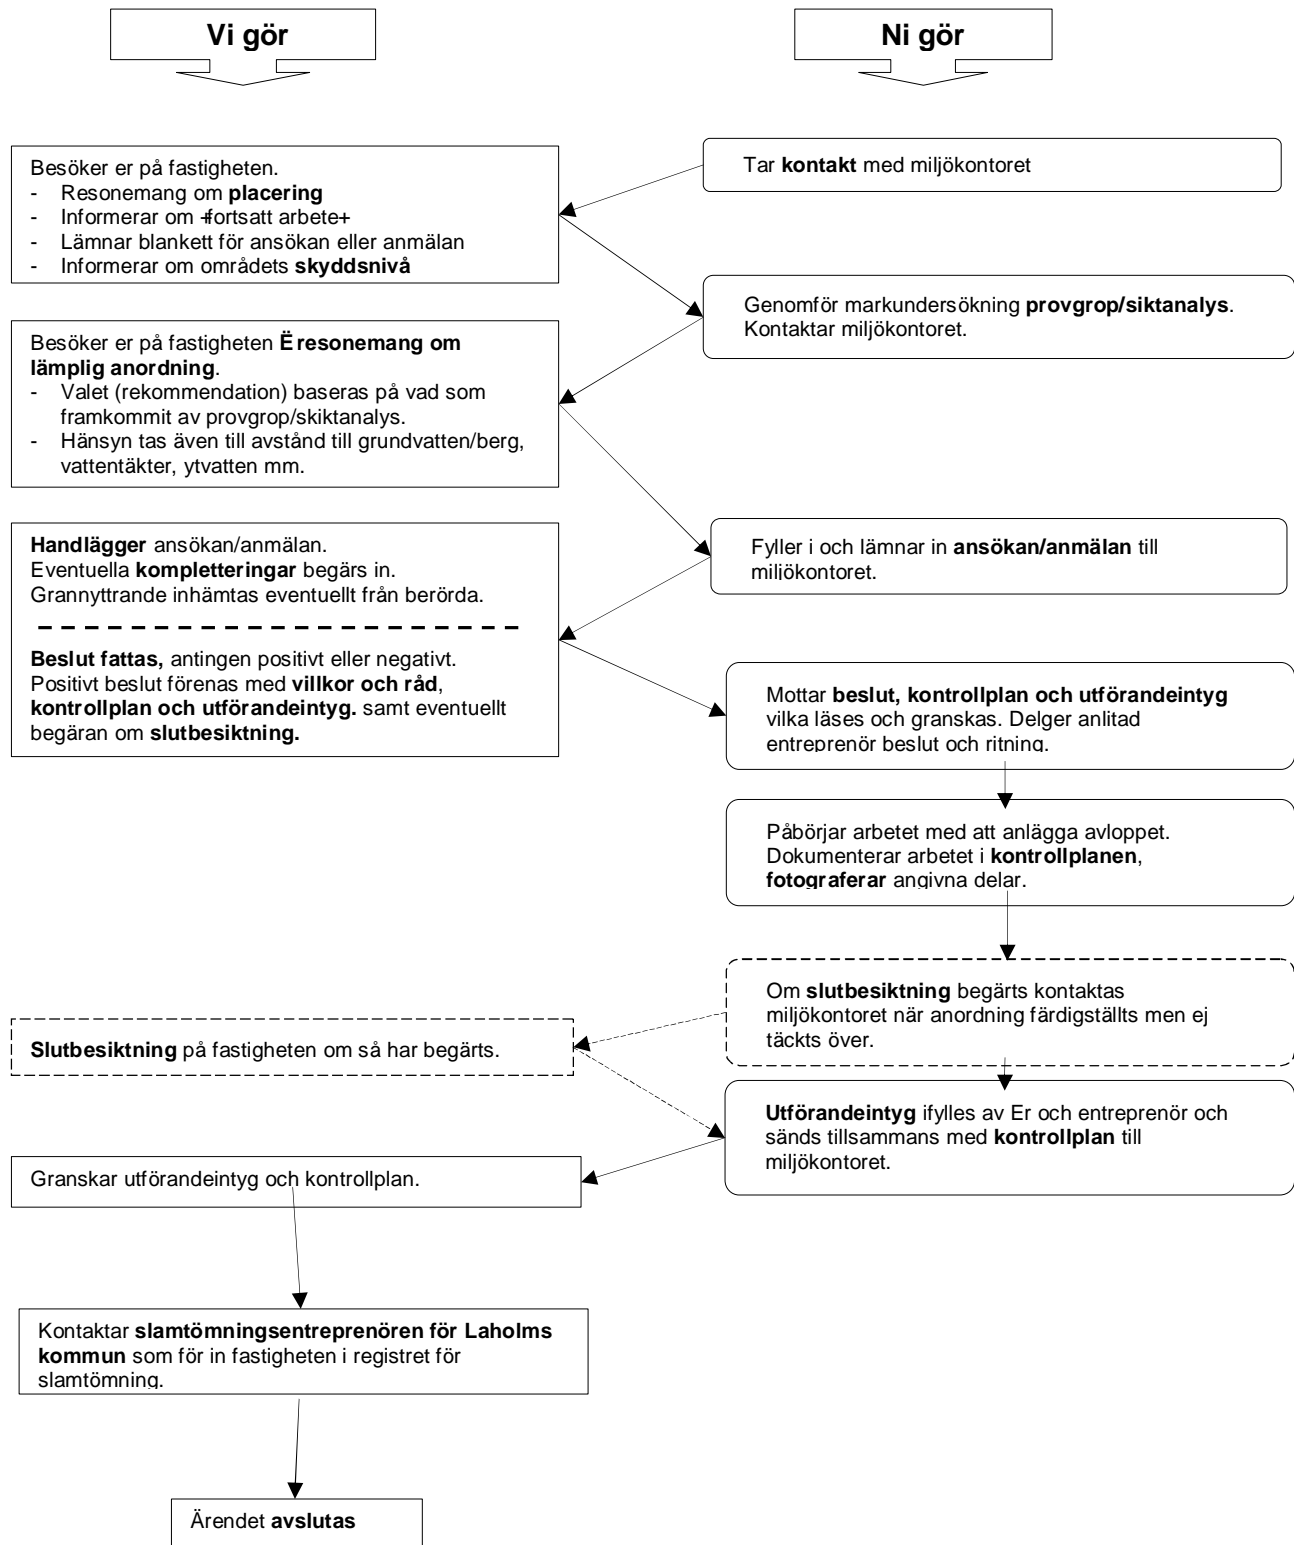 Vi gör
Ni gör
Tar kontakt med miljökontoret
Besöker er på fastigheten.
- Resonemang om placering
- Informerar om +fortsatt arbete+
- Lämnar blankett för ansökan eller anmälan
- Informerar om områdets skyddsnivå
Genomför markundersökning provgrop/siktanalys.
Kontaktar miljökontoret.
Besöker er på fastigheten Ë resonemang om
lämplig anordning.
- Valet (rekommendation) baseras på vad som
framkommit av provgrop/skiktanalys.
- Hänsyn tas även till avstånd till grundvatten/berg,
vattentäkter, ytvatten mm.
Fyller i och lämnar in ansökan/anmälan till
miljökontoret.
Handlägger ansökan/anmälan.
Eventuella kompletteringar begärs in.
Grannyttrande inhämtas eventuellt från berörda.
Beslut fattas, antingen positivt eller negativt.
Positivt beslut förenas med villkor och råd,
kontrollplan och utförandeintyg. samt eventuellt
begäran om slutbesiktning.
Mottar beslut, kontrollplan och utförandeintyg
vilka läses och granskas. Delger anlitad
entreprenör beslut och ritning.
Påbörjar arbetet med att anlägga avloppet.
Dokumenterar arbetet i kontrollplanen,
fotograferar angivna delar.
Om slutbesiktning begärts kontaktas
miljökontoret när anordning färdigställts men ej
täckts över.
Slutbesiktning på fastigheten om så har begärts.
Utförandeintyg ifylles av Er och entreprenör och
sänds tillsammans med kontrollplan till
miljökontoret.
Granskar utförandeintyg och kontrollplan.
Kontaktar slamtömningsentreprenören för Laholms
kommun som för in fastigheten i registret för
slamtömning.
Ärendet avslutas